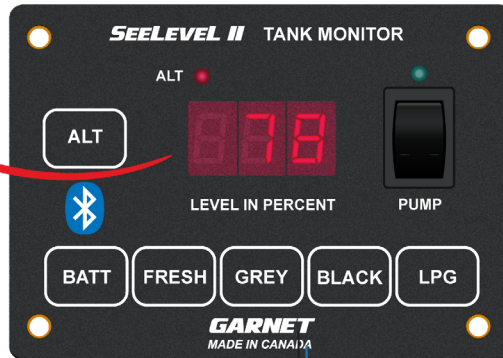 SEELEVEL II TANK MONITOR
ALT
ALT
78
LEVEL IN PERCENT
PUMP
BATT FRESH GREY BLACK LPG
GARNET
MADE IN CANADA